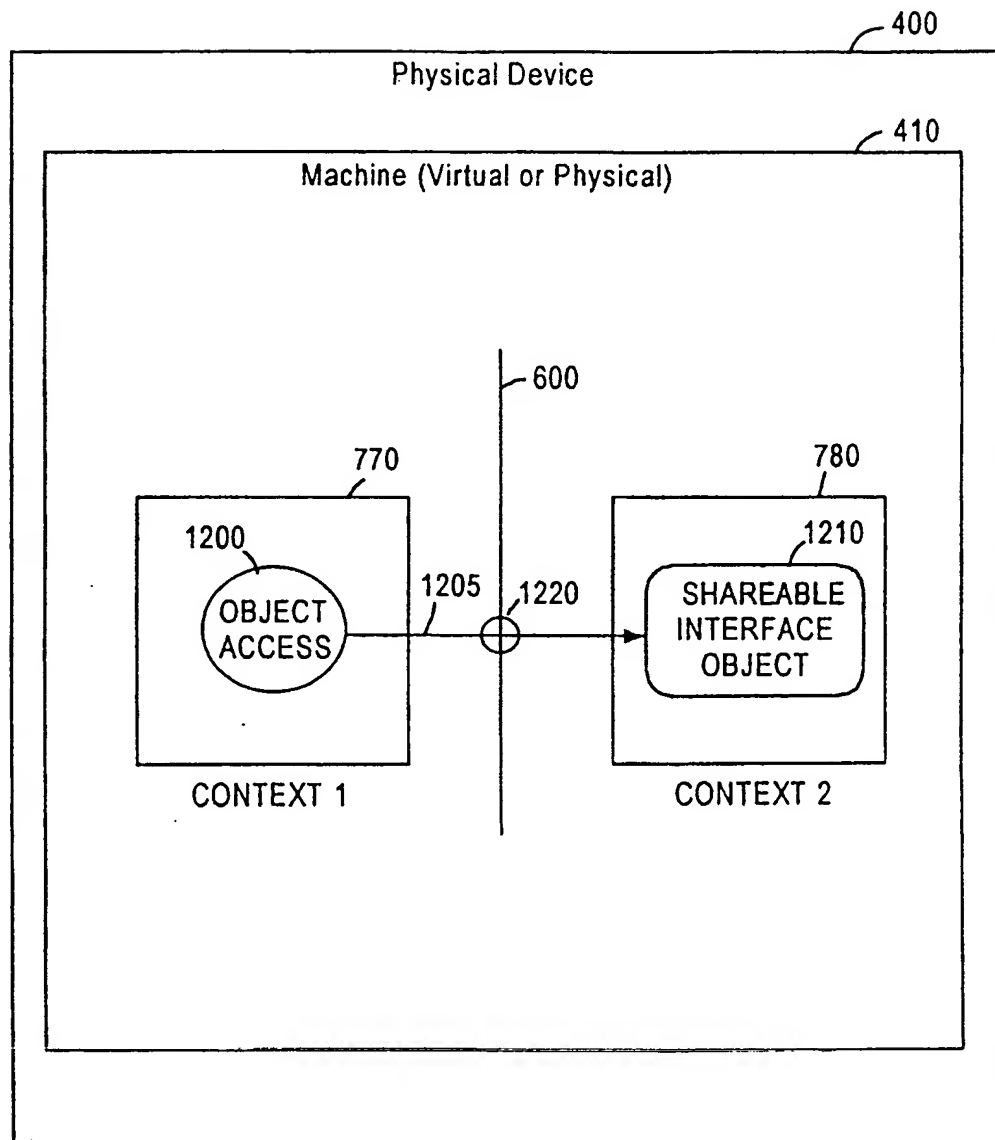 400
Physical Device
410
Machine (Virtual or Physical)
600
770
780
1200
1210
OBJECT
ACCESS
1205
1220
SHAREABLE
INTERFACE
OBJECT
CONTEXT 1
CONTEXT 2